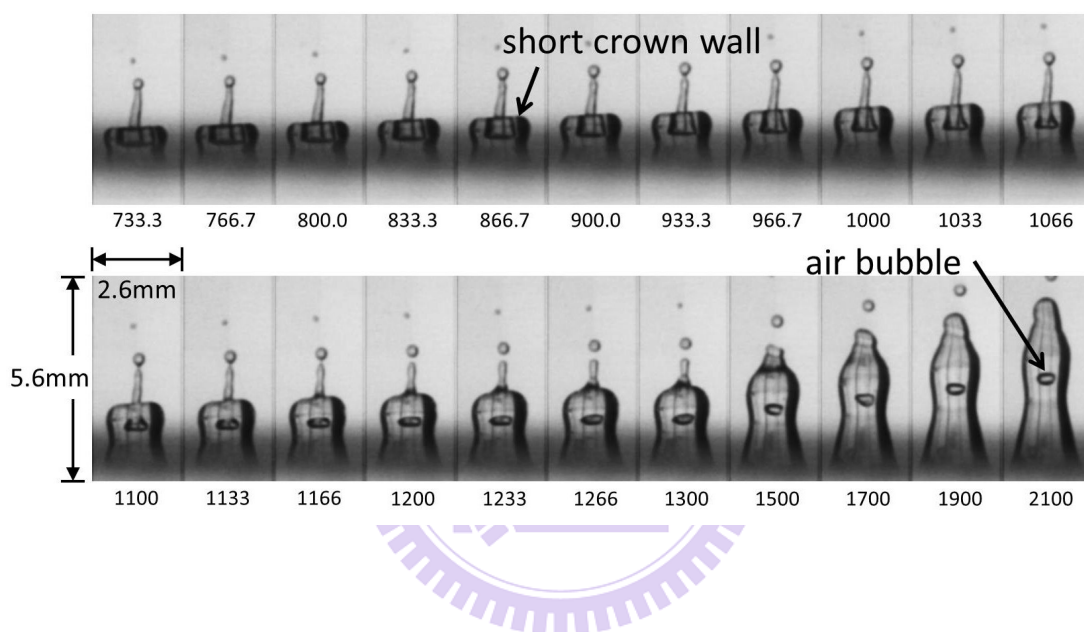 short crown wall
733.3 766.7 800.0 833.3 866.7 900.0 933.3 966.7 1000 1033 1066
air bubble
2.6mm
5.6mm
1100 1133 1166 1200 1233 1266 1300 1500 1700 1900 2100